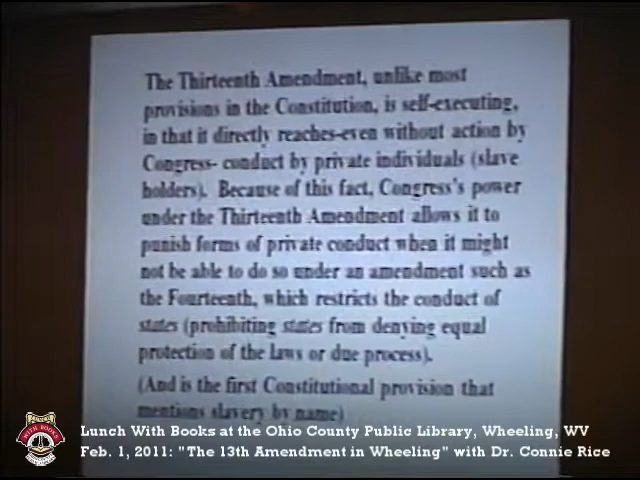 The Thirteenth Amendment, unlike most
provisions in the Constitution, is self-executing,
in that it directly reaches-even without action by
Congress- conduct by private individuals (slave
holders). Because of this fact, Congress's power
under the Thirteenth Amendment allows it to
punish forms of private conduct when it might
not be able to do so under an amendment such as
the Fourteenth, which restricts the conduct of
states (prohibiting states from denying equal
protection of the laws or due process).
(And is the first Constitutional provision that
mentions slavery by name)
LUNCH
WITH BOOKS
Lunch With Books at the Ohio County Public Library, Wheeling, WV
Feb. 1, 2011: "The 13th Amendment in Wheeling" with Dr. Connie Rice